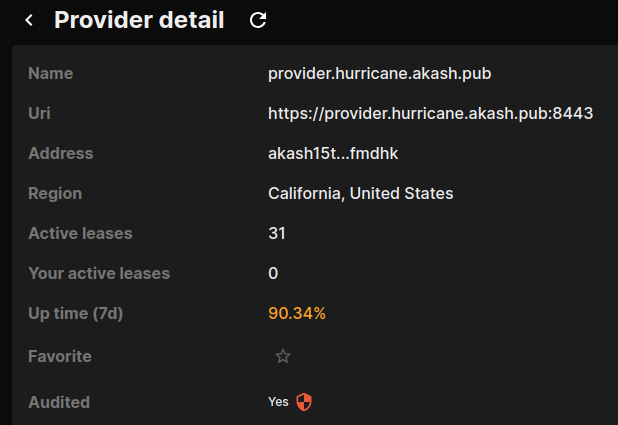 Provider detail
Name provider.hurricane.akash.pub
Uri https://provider.hurricane.akash.pub:8443
Address akash15t...fmdhk
Region California, United States
Active leases 31
Your active leases 0
Up time (7d) 90.34%
Favorite
Audited Yes